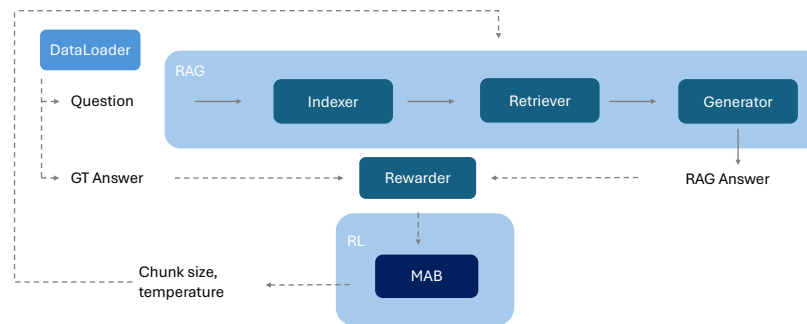 DataLoader
RAG
Question
Indexer
Retriever
Generator
GT Answer
Rewarder
RAG Answer
RL
MAB
Chunk size,
temperature